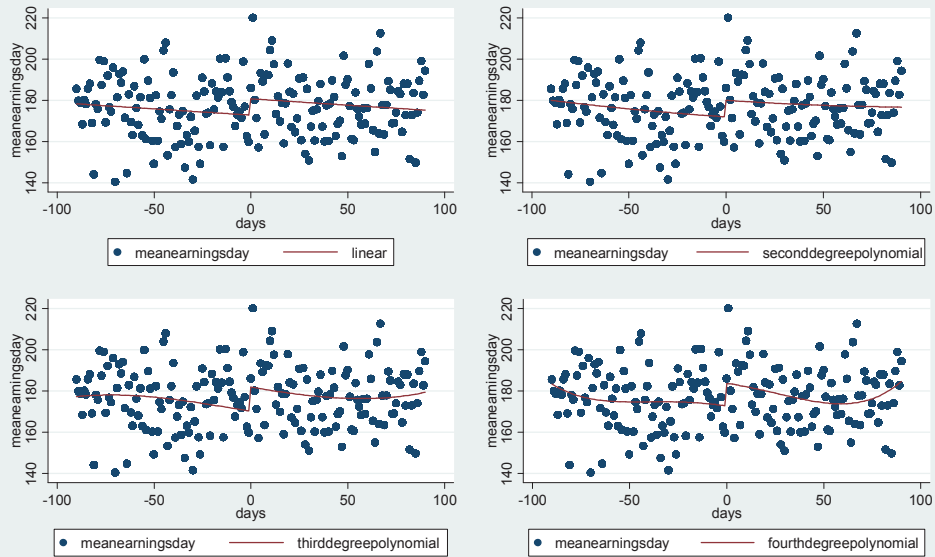 220
200
180
160
140
meanearningsday
-100 -50 0 50 100
days
meanearningsday linear
220
200
180
160
140
meanearningsday
-100 -50 0 50 100
days
meanearningsday seconddegreepolynomial
220
200
180
160
140
meanearningsday
-100 -50 0 50 100
days
meanearningsday thirddegreepolynomial
220
200
180
160
140
meanearningsday
-100 -50 0 50 100
days
meanearningsday fourthdegreepolynomial